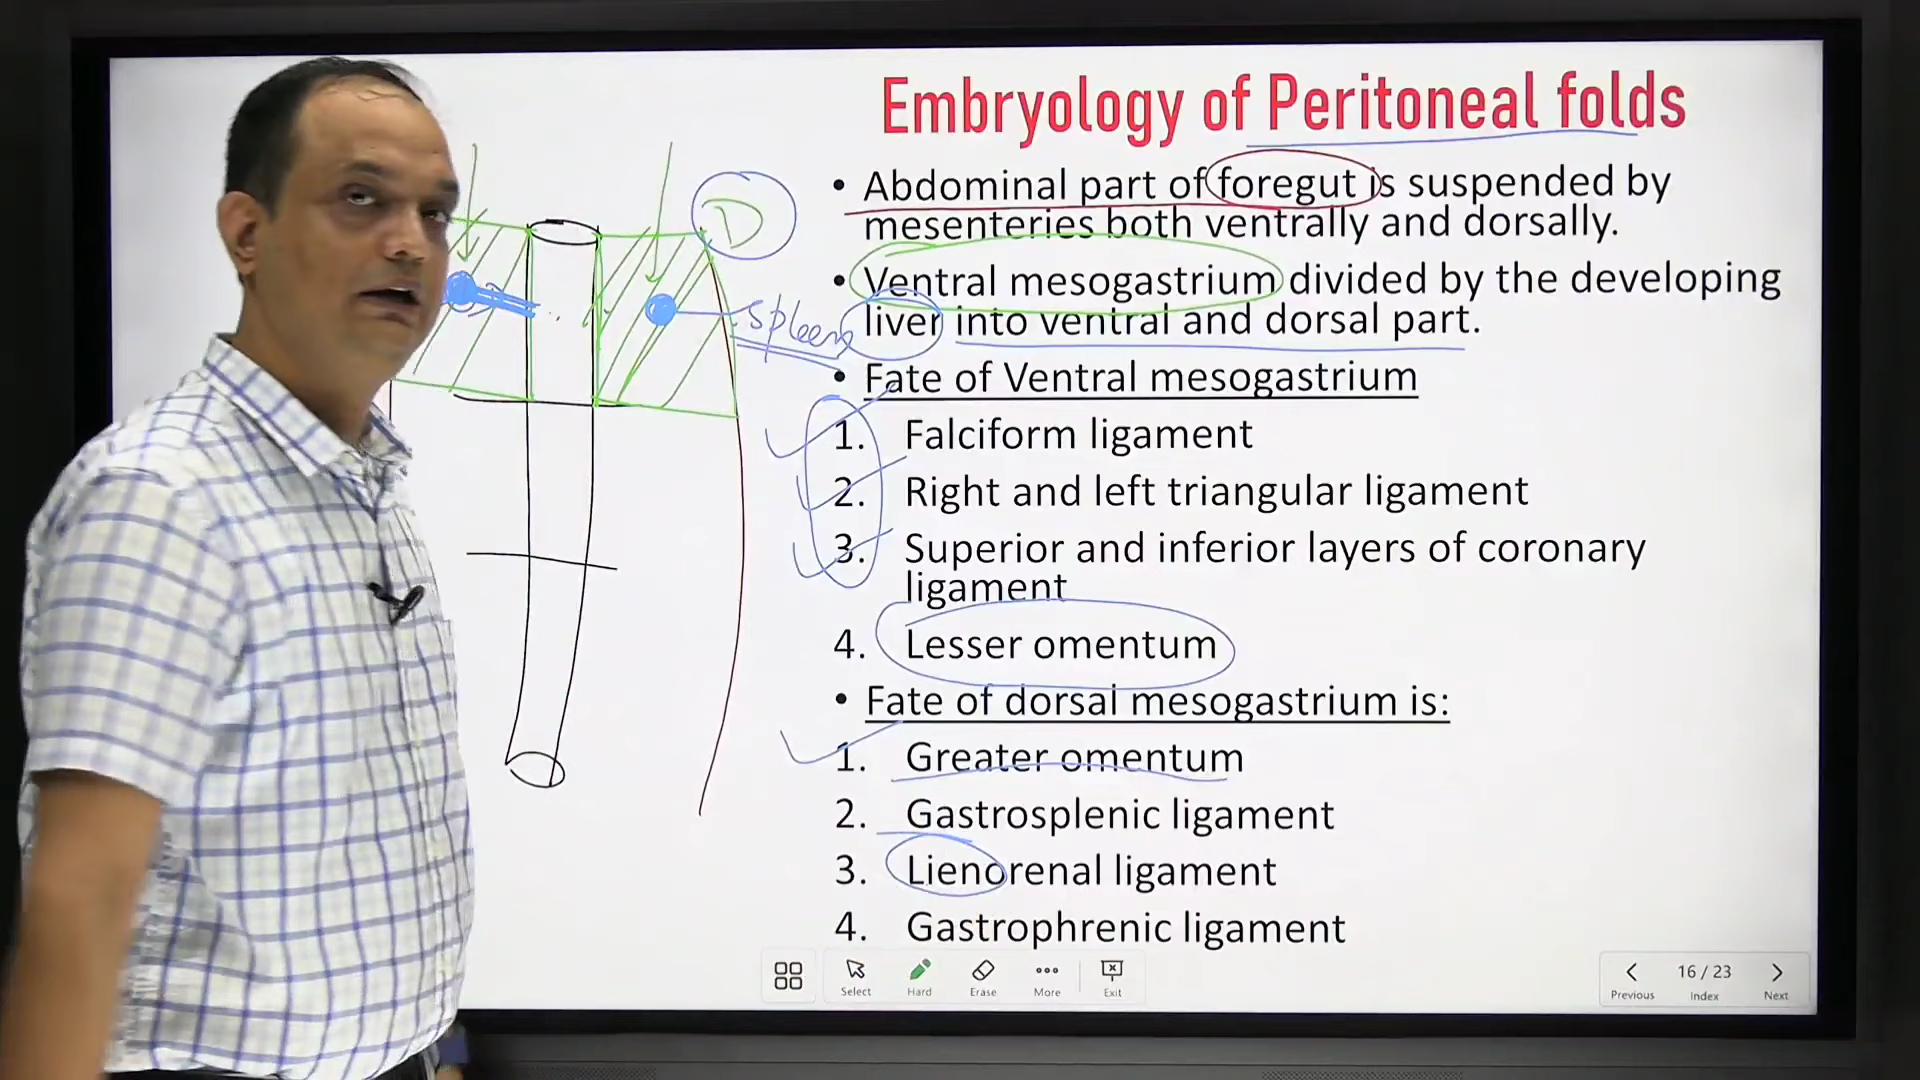 Embryology of Peritoneal folds
• Abdominal part of foregut is suspended by
mesenteries both ventrally and dorsally.
• Ventral mesogastrium divided by the developing
liver into ventral and dorsal part.
• Fate of Ventral mesogastrium
1. Falciform ligament
2. Right and left triangular ligament
3. Superior and inferior layers of coronary
ligament
4. Lesser omentum
• Fate of dorsal mesogastrium is:
1. Greater omentum
2. Gastrosplenic ligament
3. Lienorenal ligament
4. Gastrophrenic ligament
D
Spleen
Select Hard Erase More Exit
16 / 23
Previous Index Next